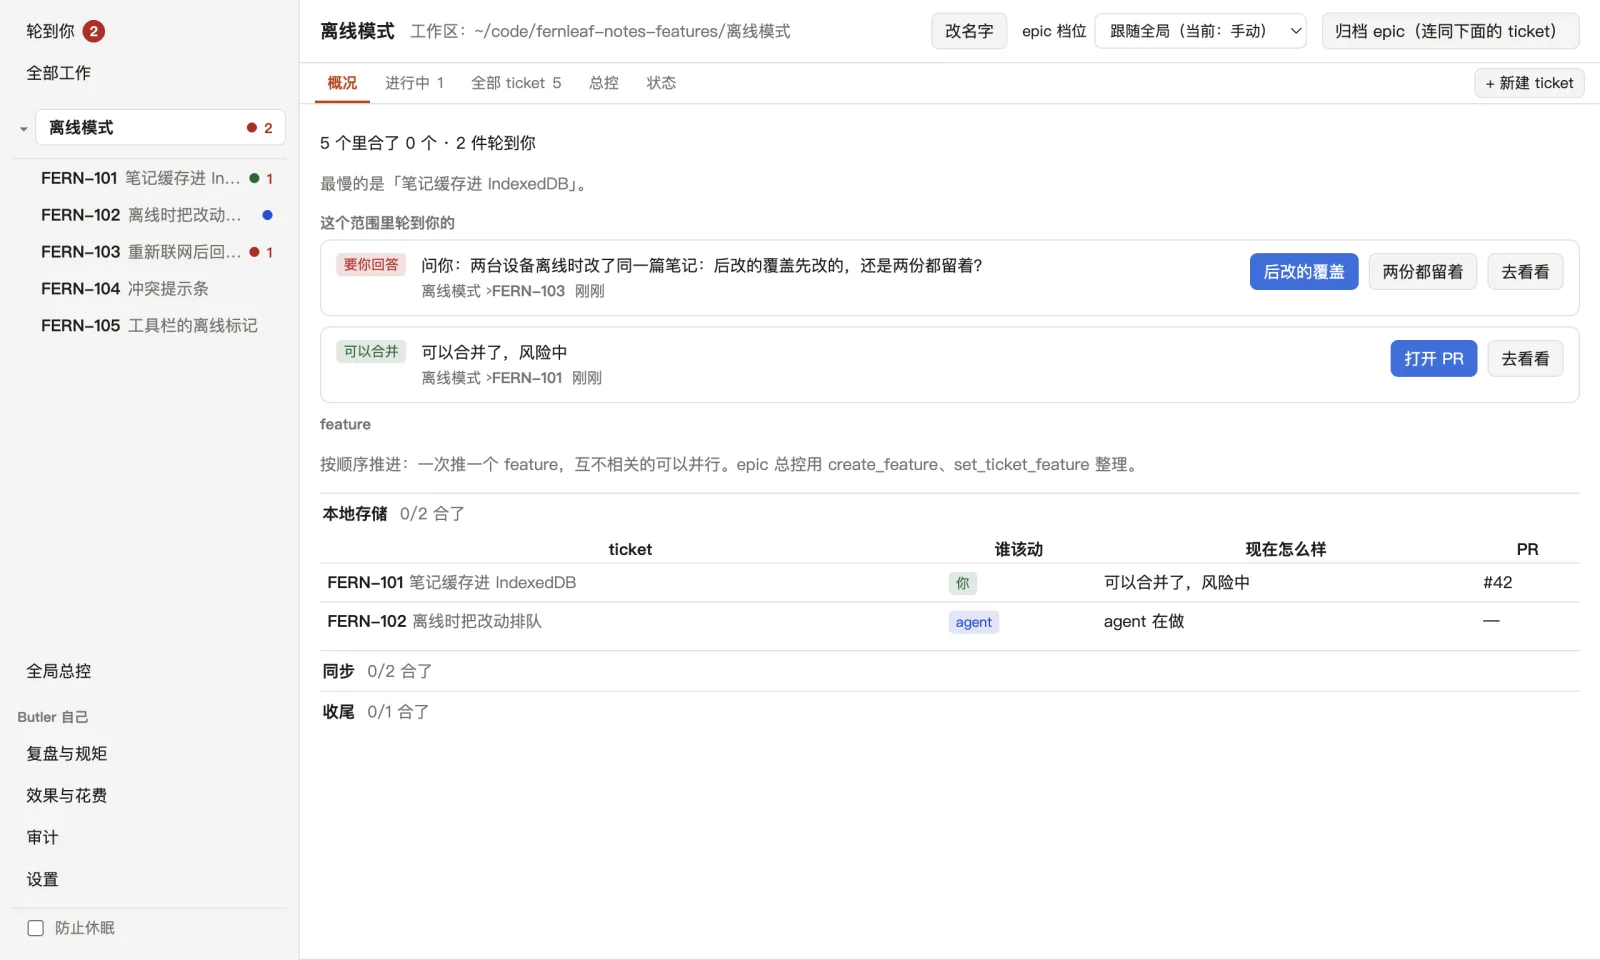 轮到你 2
全部工作
离线模式 2
FERN-101 笔记缓存进 In... 1
FERN-102 离线时把改动...
FERN-103 重新联网后回... 1
FERN-104 冲突提示条
FERN-105 工具栏的离线标记
全局总控
Butler 自己
复盘与规矩
效果与花费
审计
设置
防止休眠
离线模式 工作区：~/code/fernleaf-notes-features/离线模式 改名字 epic 档位 跟随全局（当前：手动） 归档 epic（连同下面的 ticket）
概况 进行中 1 全部 ticket 5 总控 状态 + 新建 ticket
5 个里合了 0 个 · 2 件轮到你
最慢的是「笔记缓存进 IndexedDB」。
这个范围里轮到你的
要你回答 问你：两台设备离线时改了同一篇笔记：后改的覆盖先改的，还是两份都留着？ 后改的覆盖 两份都留着 去看看
离线模式 ›FERN-103 刚刚
可以合并 可以合并了，风险中 打开 PR 去看看
离线模式 ›FERN-101 刚刚
feature
按顺序推进：一次推一个 feature，互不相关的可以并行。epic 总控用 create_feature、set_ticket_feature 整理。
本地存储 0/2 合了
ticket 谁该动 现在怎么样 PR
FERN-101 笔记缓存进 IndexedDB 你 可以合并了，风险中 #42
FERN-102 离线时把改动排队 agent agent 在做 —
同步 0/2 合了
收尾 0/1 合了